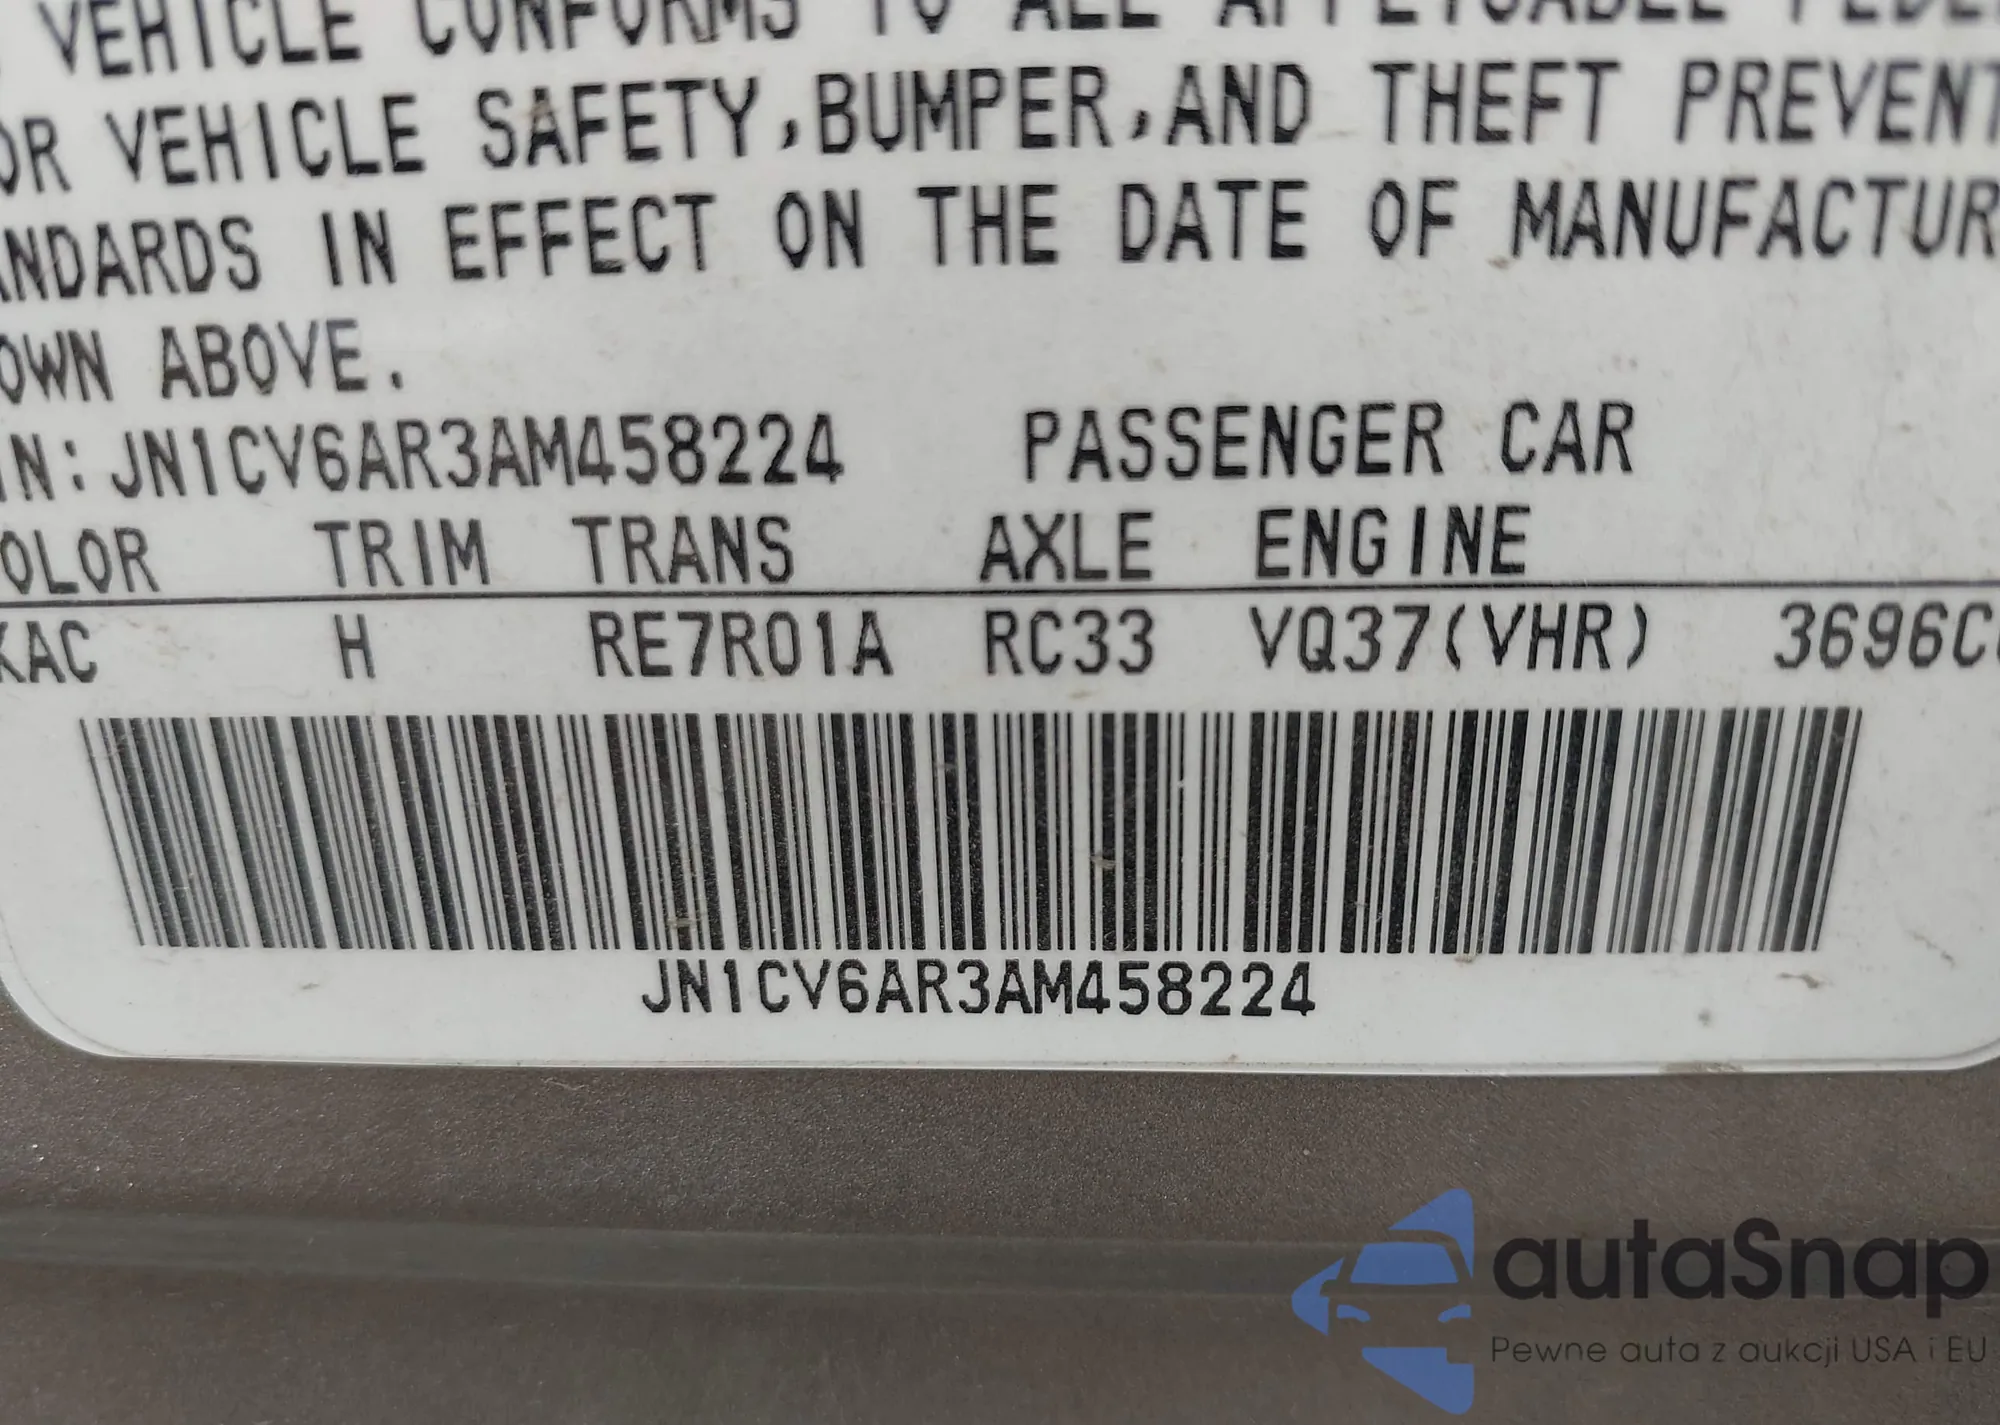 VEHICLE CONFORMS TO ALL APPLICABLE FEDE
OR VEHICLE SAFETY,BUMPER,AND THEFT PREVENT
ANDARDS IN EFFECT ON THE DATE OF MANUFACTUR
OWN ABOVE.
IN:JN1CV6AR3AM458224 PASSENGER CAR
OLOR TRIM TRANS AXLE ENGINE
KAC H RE7R01A RC33 VQ37(VHR) 3696C
JN1CV6AR3AM458224
autoSnap
Pewne auta z aukcji USA i EU